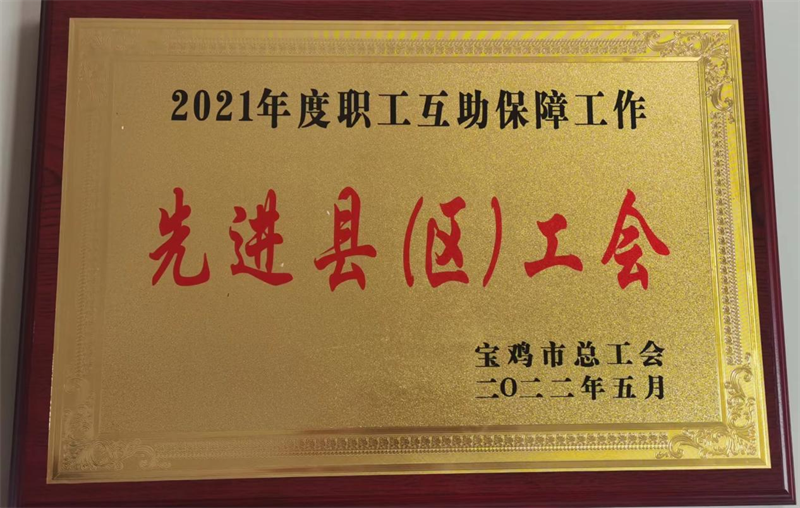 2021年度职工互助保障工作
先进县(区)工会
宝鸡市总工会
二〇二二年五月